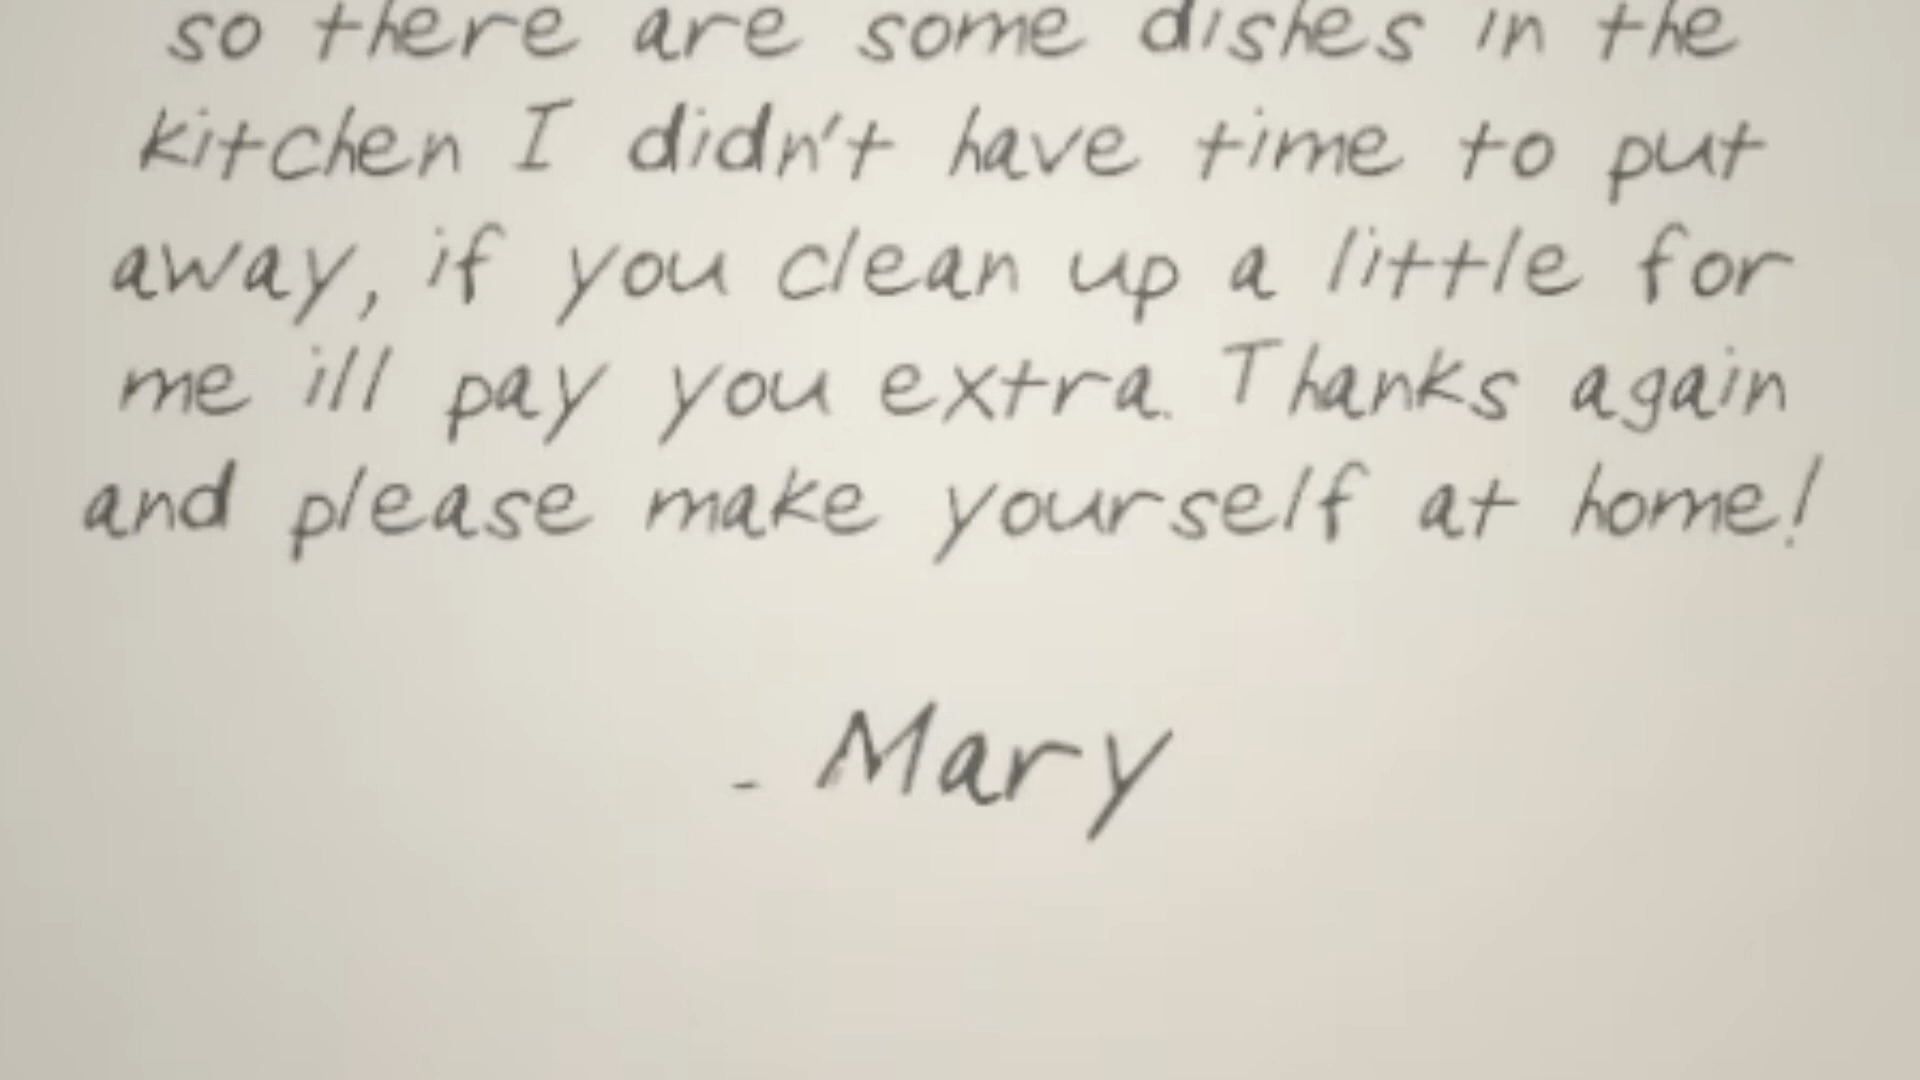 so there are some dishes in the
kitchen I didn't have time to put
away, if you clean up a little for
me ill pay you extra. Thanks again
and please make yourself at home!
- Mary